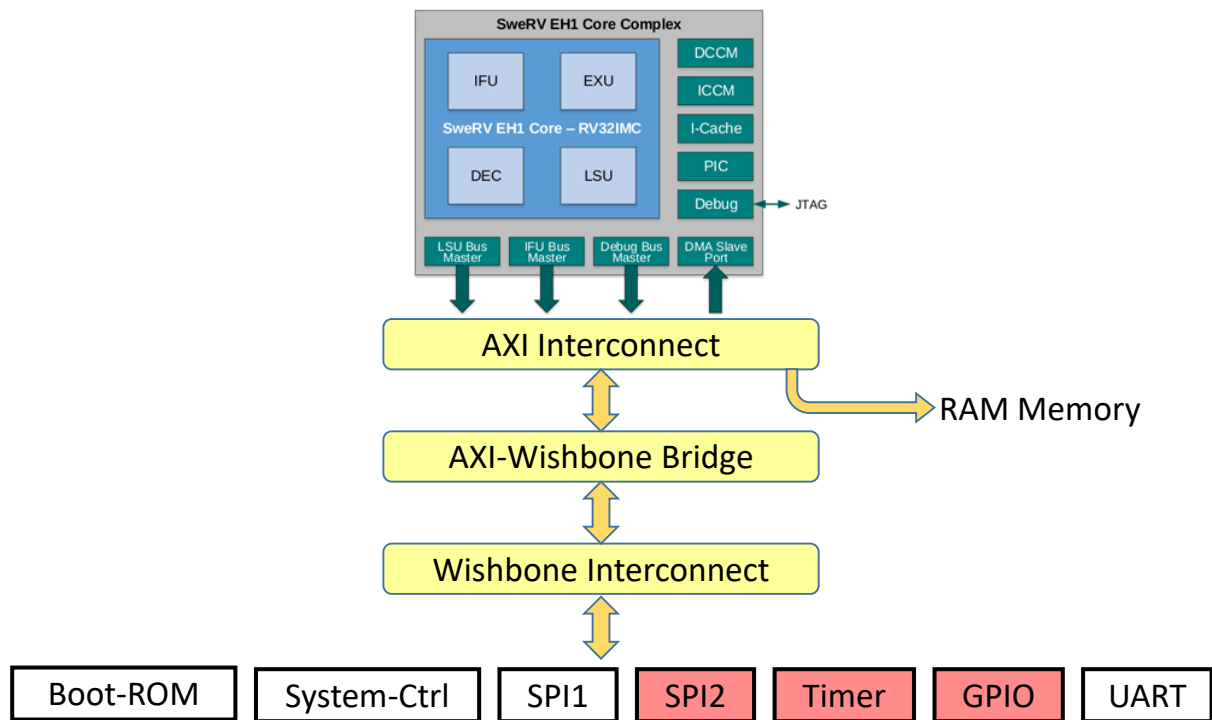 SweRV EH1 Core Complex
IFU
EXU
SweRV EH1 Core – RV32IMC
DEC
LSU
DCCM
ICCM
I-Cache
PIC
Debug
JTAG
LSU Bus
Master
IFU Bus
Master
Debug Bus
Master
DMA Slave
Port
AXI Interconnect
RAM Memory
AXI-Wishbone Bridge
Wishbone Interconnect
Boot-ROM
System-Ctrl
SPI1
SPI2
Timer
GPIO
UART